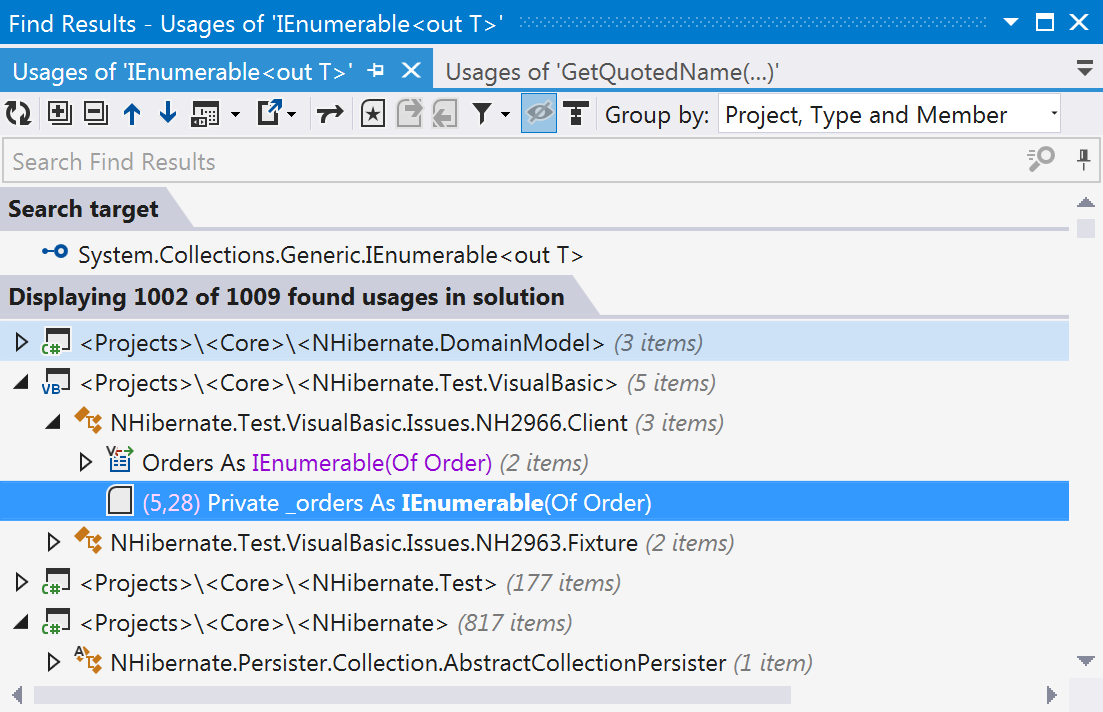 Find Results - Usages of 'IEnumerable<out T>'
Usages of 'IEnumerable<out T>' Usages of 'GetQuotedName(...)'
Group by: Project, Type and Member
Search Find Results
Search target
System.Collections.Generic.IEnumerable<out T>
Displaying 1002 of 1009 found usages in solution
C# <Projects>\<Core>\<NHibernate.DomainModel> (3 items)
VB <Projects>\<Core>\<NHibernate.Test.VisualBasic> (5 items)
NHibernate.Test.VisualBasic.Issues.NH2966.Client (3 items)
Orders As IEnumerable(Of Order) (2 items)
(5,28) Private _orders As IEnumerable(Of Order)
NHibernate.Test.VisualBasic.Issues.NH2963.Fixture (2 items)
C# <Projects>\<Core>\<NHibernate.Test> (177 items)
C# <Projects>\<Core>\<NHibernate> (817 items)
NHibernate.Persister.Collection.AbstractCollectionPersister (1 item)